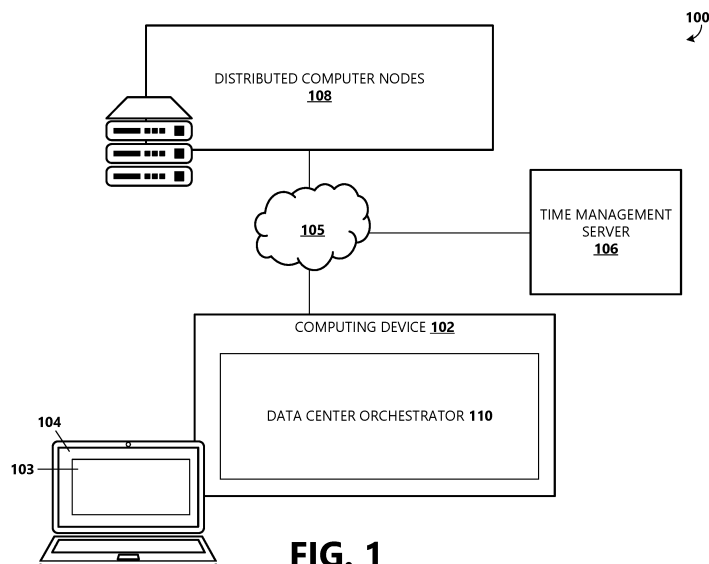 100
DISTRIBUTED COMPUTER NODES
108
105
TIME MANAGEMENT
SERVER
106
COMPUTING DEVICE 102
DATA CENTER ORCHESTRATOR 110
104
103
FIG. 1